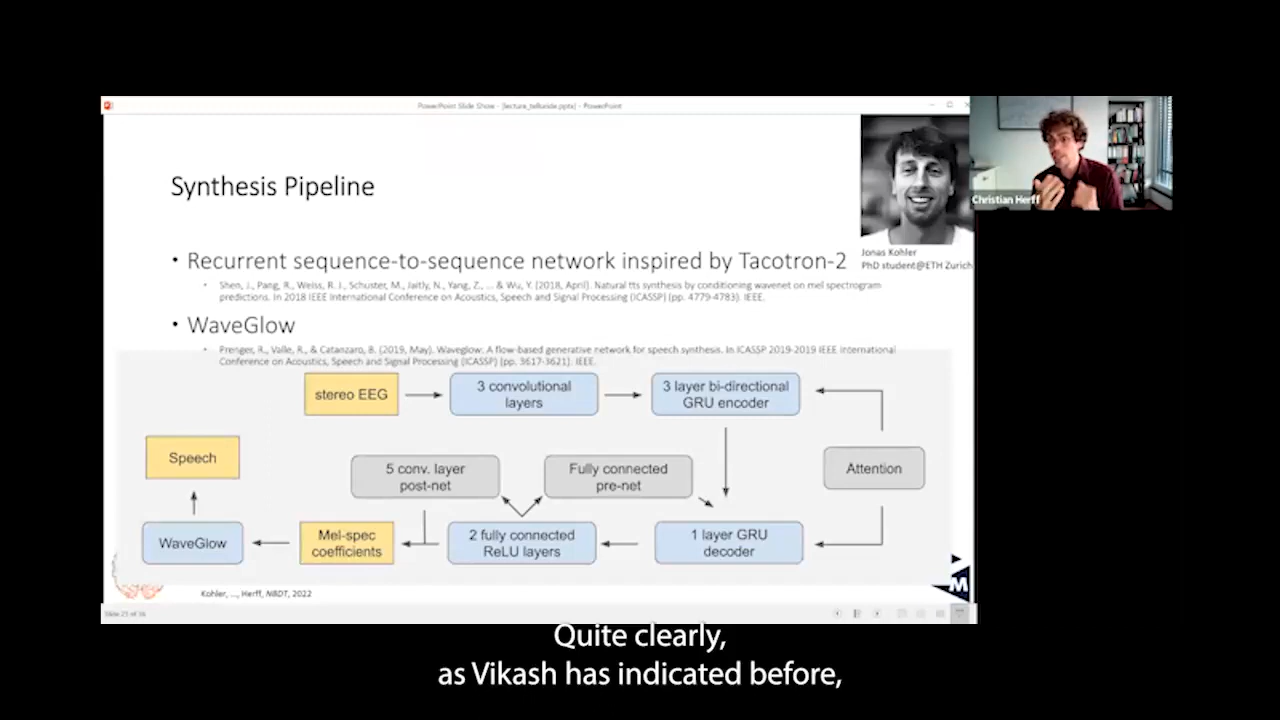 PowerPoint Slide Show - [lecture_telluride.pptx] - PowerPoint
Synthesis Pipeline
Christian Herff
Jonas Kohler
PhD student@ETH Zurich
• Recurrent sequence-to-sequence network inspired by Tacotron-2
• Shen, J., Pang, R., Weiss, R. J., Schuster, M., Jaitly, N., Yang, Z., ... & Wu, Y. (2018, April). Natural tts synthesis by conditioning wavenet on mel spectrogram
predictions. In 2018 IEEE International Conference on Acoustics, Speech and Signal Processing (ICASSP) (pp. 4779-4783). IEEE.
• WaveGlow
• Prenger, R., Valle, R., & Catanzaro, B. (2019, May). Waveglow: A flow-based generative network for speech synthesis. In ICASSP 2019-2019 IEEE International
Conference on Acoustics, Speech and Signal Processing (ICASSP) (pp. 3617-3621). IEEE.
stereo EEG
3 convolutional
layers
3 layer bi-directional
GRU encoder
Speech
5 conv. layer
post-net
Fully connected
pre-net
Attention
WaveGlow
Mel-spec
coefficients
2 fully connected
ReLU layers
1 layer GRU
decoder
M
Kohler, ..., Herff, NBDT, 2022
Slide 25 of 36
Quite clearly,
as Vikash has indicated before,